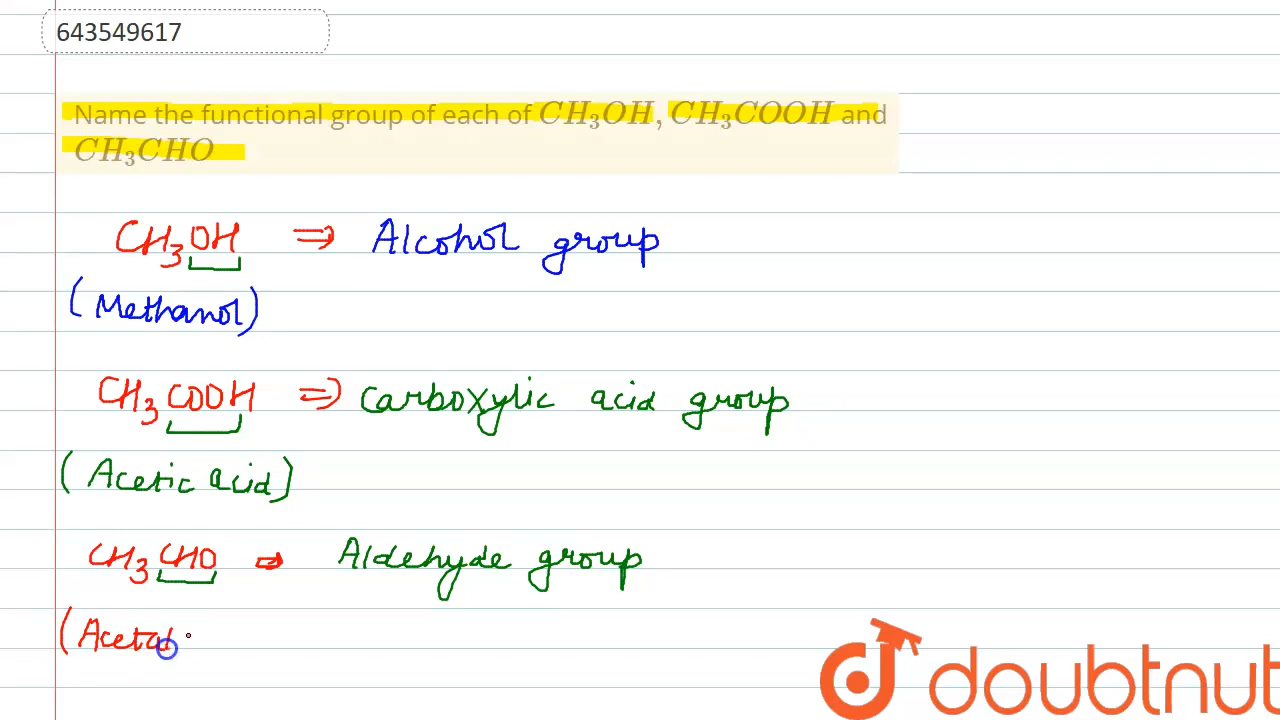 643549617
Name the functional group of each of CH₃OH, CH₃COOH and
CH₃CHO
CH₃OH ⇒ Alcohol group
(Methanol)
CH₃COOH ⇒ Carboxylic acid group
(Acetic acid)
CH₃CHO ⇒ Aldehyde group
(Acetal
doubtnut